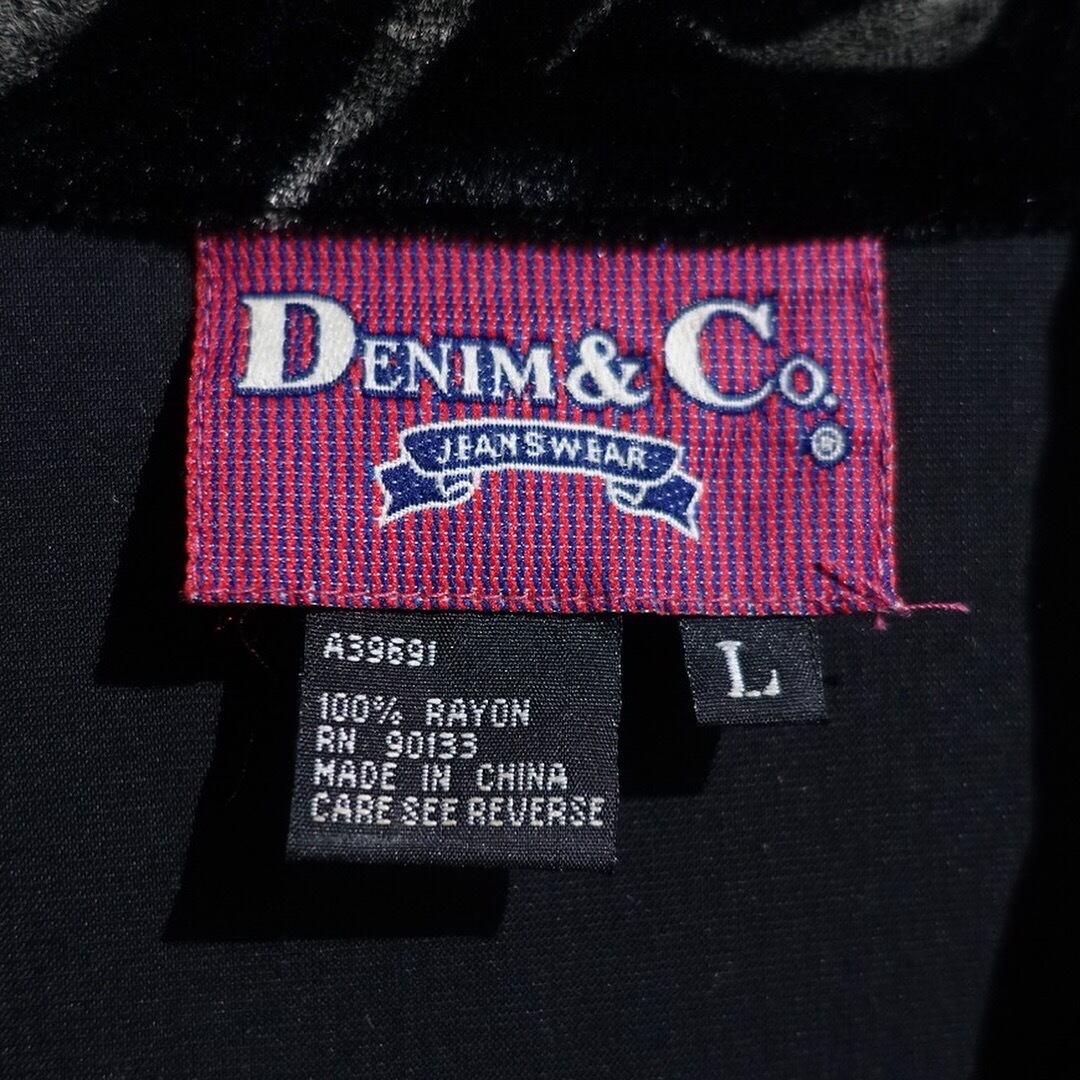 DENIM & CO.
®
JEANSWEAR
A39691
100% RAYON
RN 90133
MADE IN CHINA
CARE SEE REVERSE
L